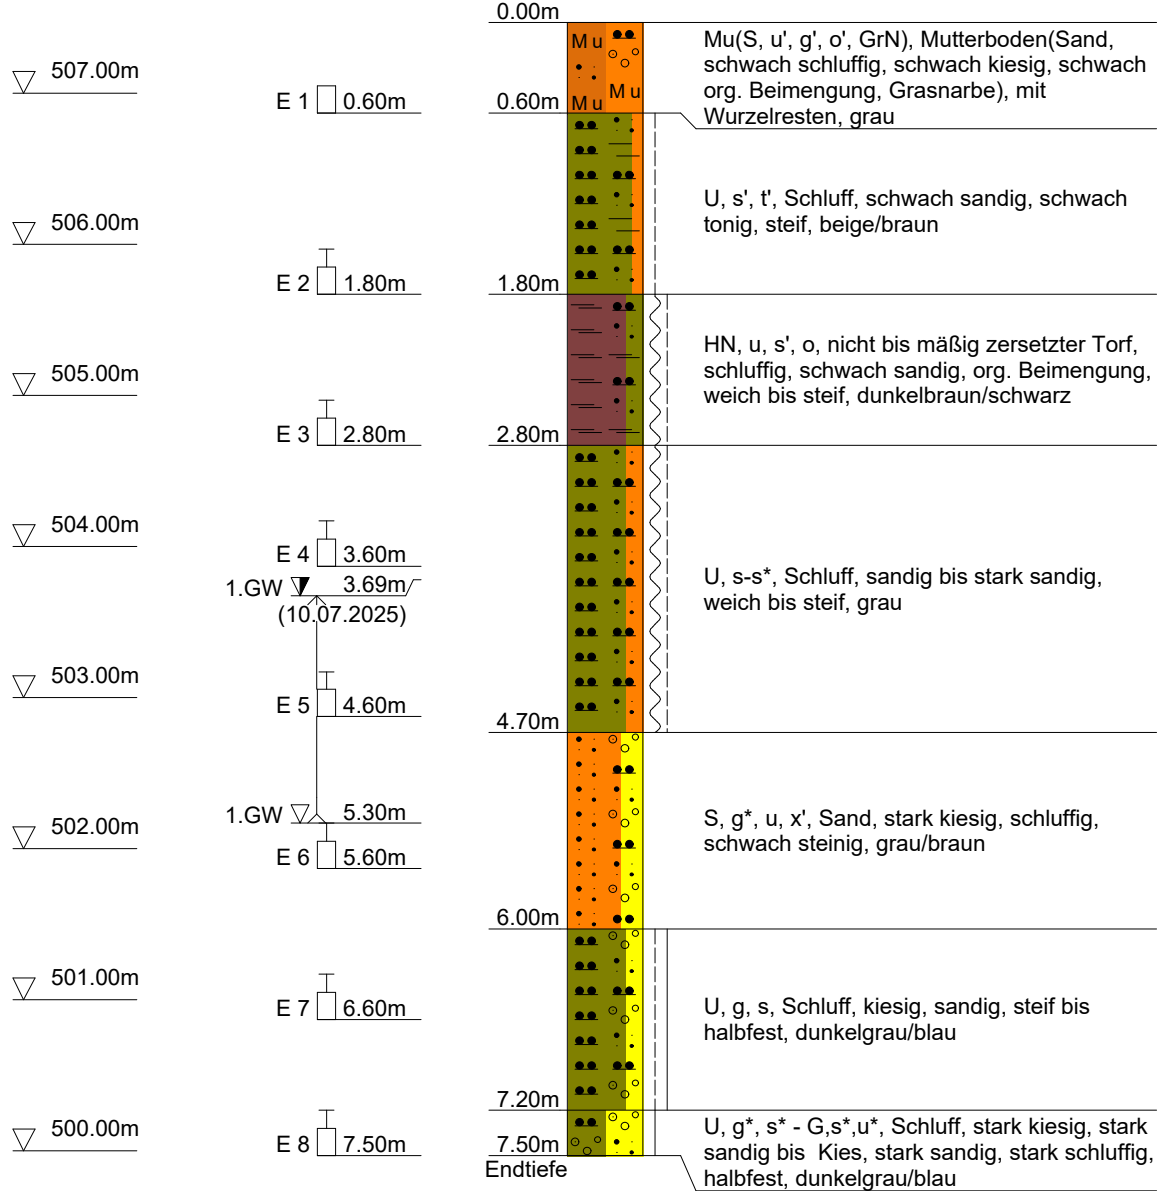 0.00m
Mu(S, u', g', o', GrN), Mutterboden(Sand,
schwach schluffig, schwach kiesig, schwach
org. Beimengung, Grasnarbe), mit
Wurzelresten, grau
Mu
Mu
Mu
507.00m
E 1 0.60m
0.60m
U, s', t', Schluff, schwach sandig, schwach
tonig, steif, beige/braun
506.00m
E 2 1.80m
1.80m
HN, u, s', o, nicht bis mäßig zersetzter Torf,
schluffig, schwach sandig, org. Beimengung,
weich bis steif, dunkelbraun/schwarz
505.00m
E 3 2.80m
2.80m
504.00m
E 4 3.60m
1.GW 3.69m
(10.07.2025)
U, s-s*, Schluff, sandig bis stark sandig,
weich bis steif, grau
503.00m
E 5 4.60m
4.70m
1.GW 5.30m
502.00m
E 6 5.60m
S, g*, u, x', Sand, stark kiesig, schluffig,
schwach steinig, grau/braun
6.00m
501.00m
E 7 6.60m
U, g, s, Schluff, kiesig, sandig, steif bis
halbfest, dunkelgrau/blau
7.20m
500.00m
E 8 7.50m
7.50m
Endtiefe
U, g*, s* - G,s*,u*, Schluff, stark kiesig, stark
sandig bis Kies, stark sandig, stark schluffig,
halbfest, dunkelgrau/blau